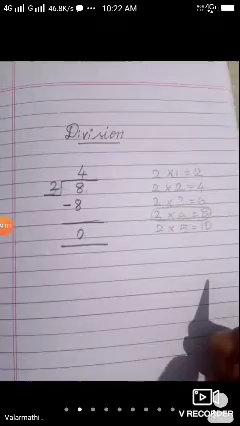 4G G 46.8K/s 10:22 AM
Division
4
2 8
-8
0
2 x 1 = 2
2 x 2 = 4
2 x 3 = 6
2 x 4 = 8
2 x 5 = 10
V RECORDER
Valarmathi .